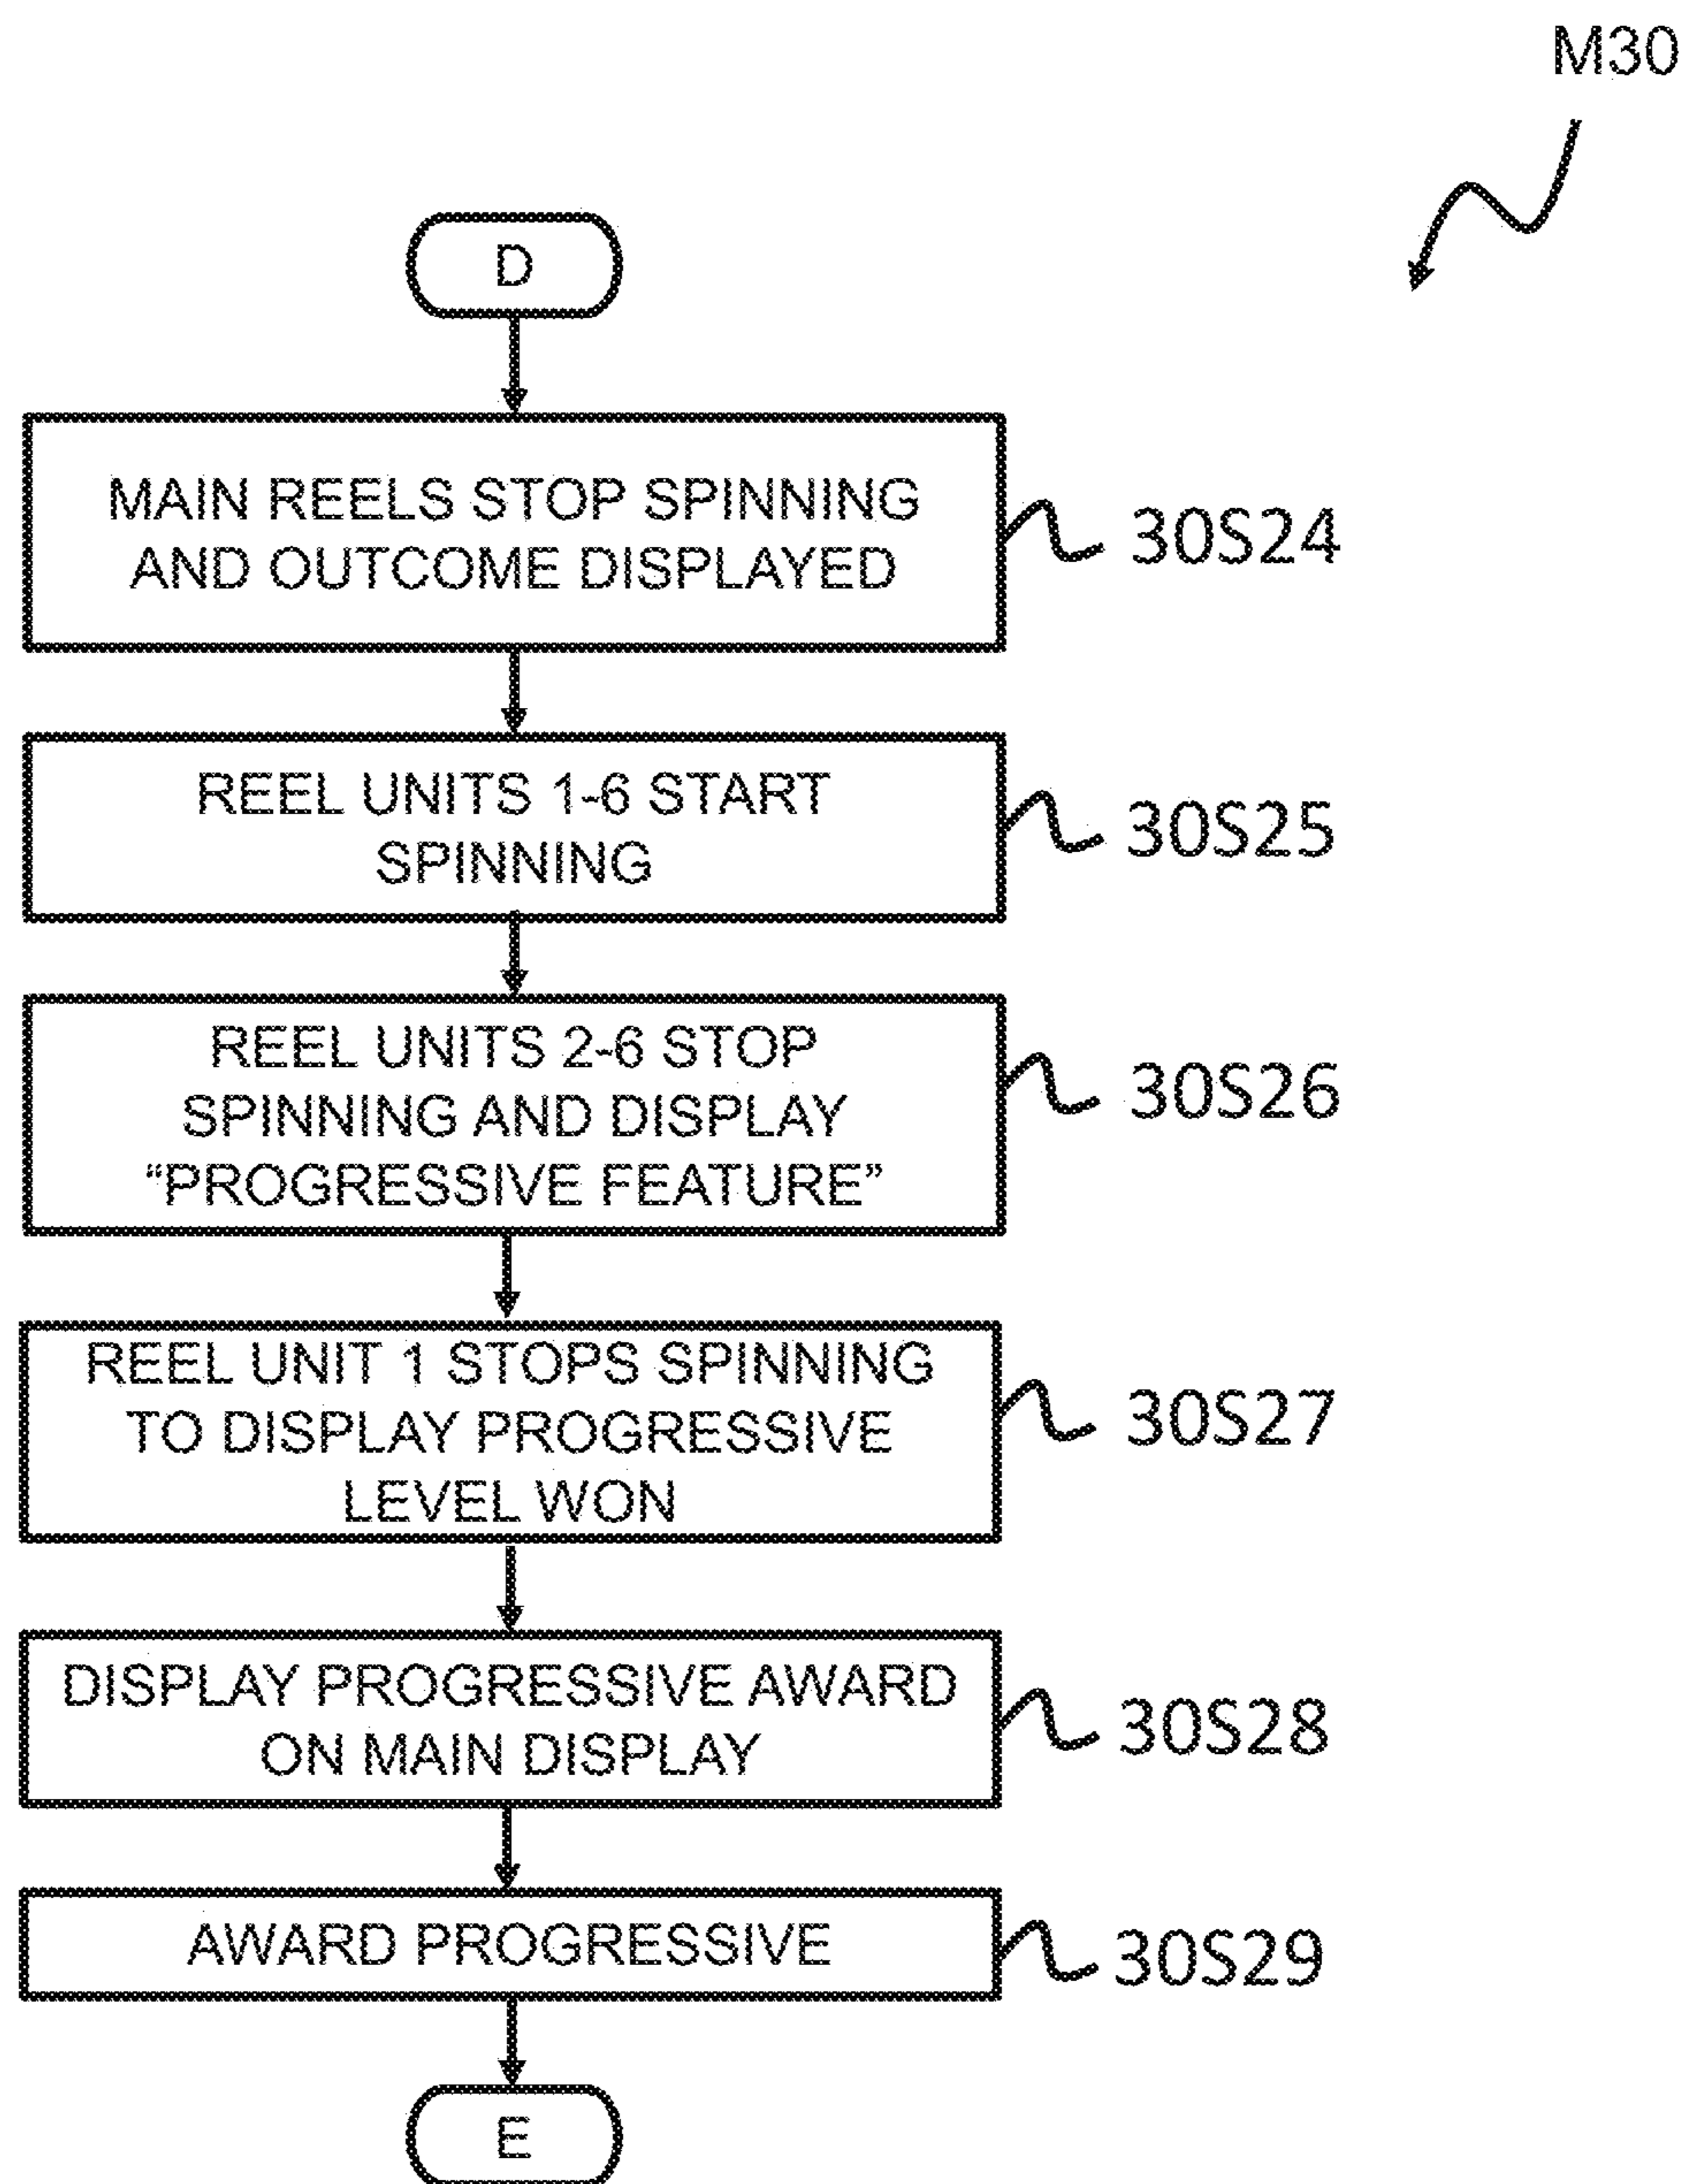 M30
D
MAIN REELS STOP SPINNING
AND OUTCOME DISPLAYED
30S24
REEL UNITS 1-6 START
SPINNING
30S25
REEL UNITS 2-6 STOP
SPINNING AND DISPLAY
“PROGRESSIVE FEATURE”
30S26
REEL UNIT 1 STOPS SPINNING
TO DISPLAY PROGRESSIVE
LEVEL WON
30S27
DISPLAY PROGRESSIVE AWARD
ON MAIN DISPLAY
30S28
AWARD PROGRESSIVE
30S29
E